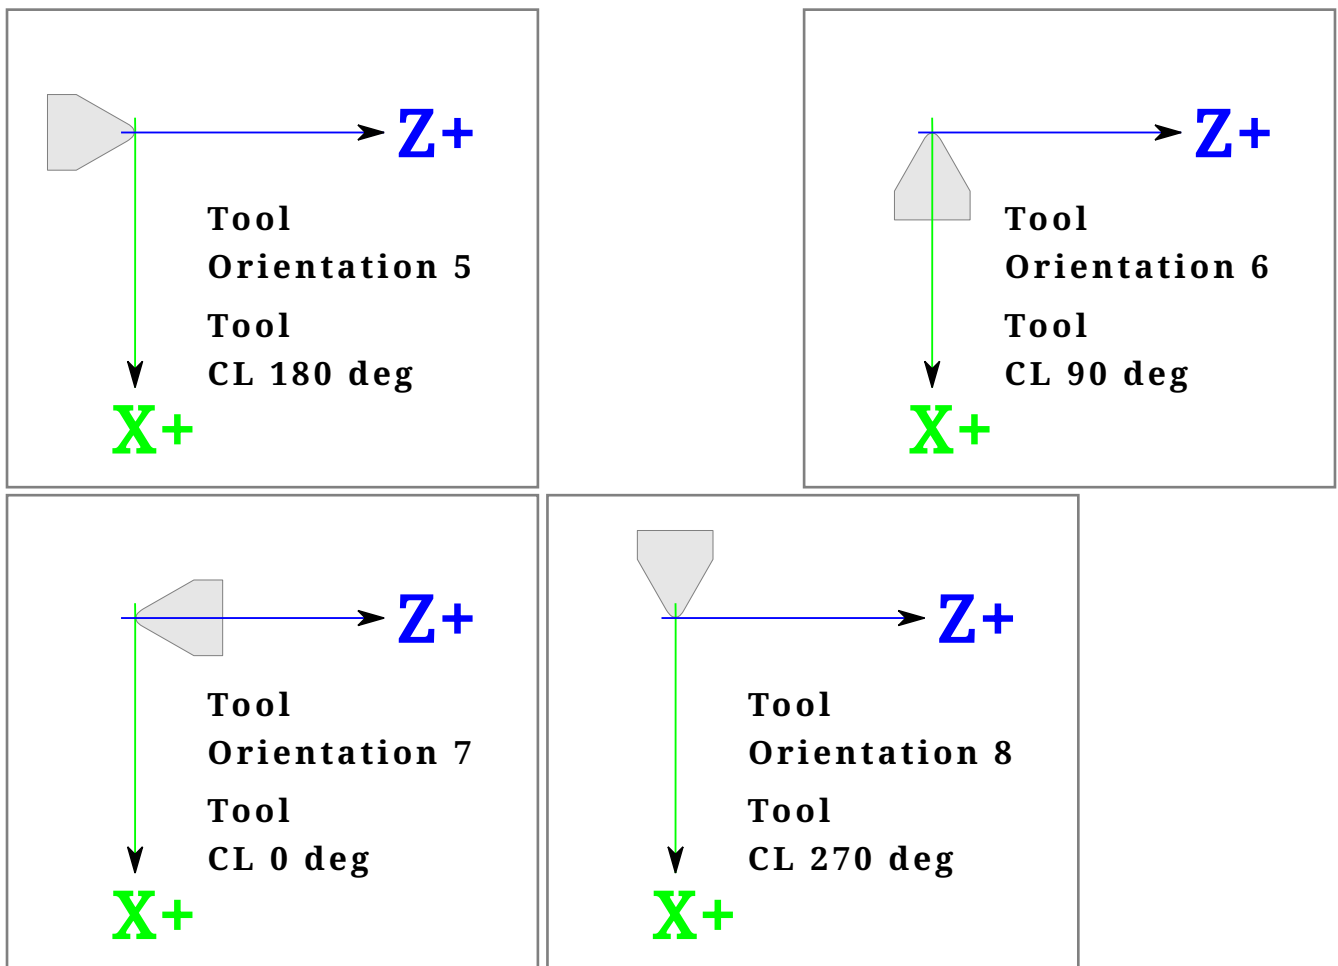 Z+
Tool
Orientation 5
Tool
CL 180 deg
X+
Z+
Tool
Orientation 6
Tool
CL 90 deg
X+
Z+
Tool
Orientation 7
Tool
CL 0 deg
X+
Z+
Tool
Orientation 8
Tool
CL 270 deg
X+